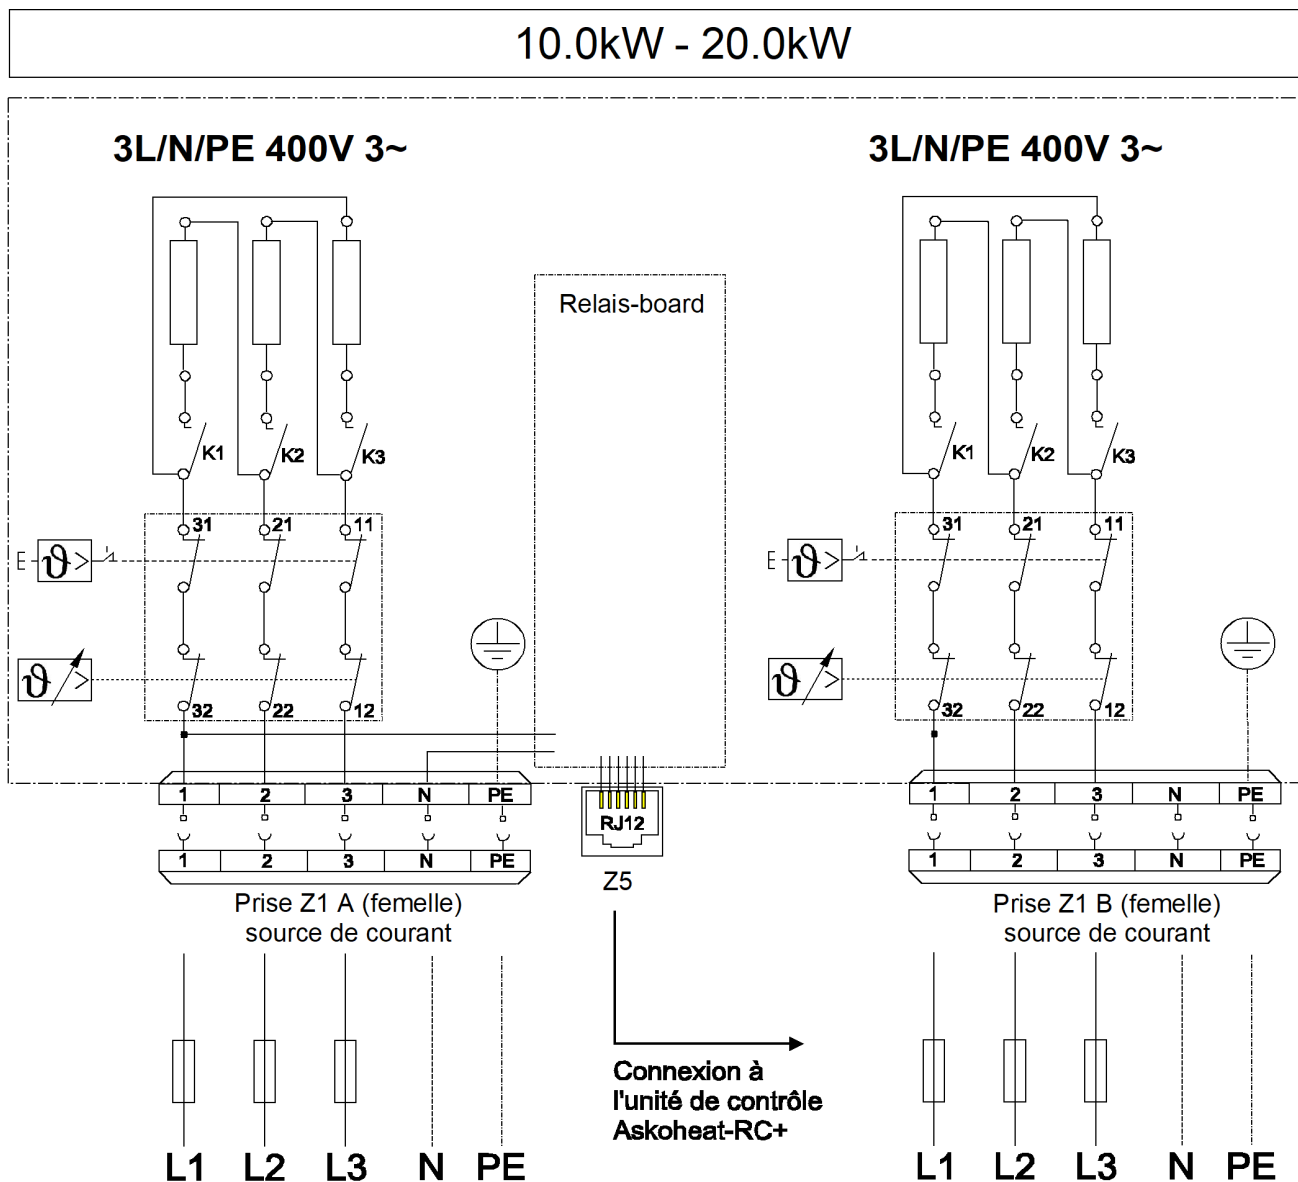 10.0kW - 20.0kW
3L/N/PE 400V 3~ 3L/N/PE 400V 3~
Relais-board
K1 K2 K3 K1 K2 K3
31 21 11 31 21 11
E ϑ > E ϑ >
ϑ > ϑ >
32 22 12 32 22 12
1 2 3 N PE 1 2 3 N PE
RJ12
1 2 3 N PE 1 2 3 N PE
Z5
Prise Z1 A (femelle) Prise Z1 B (femelle)
source de courant source de courant
Connexion à
l'unité de contrôle
Askoheat-RC+
L1 L2 L3 N PE L1 L2 L3 N PE